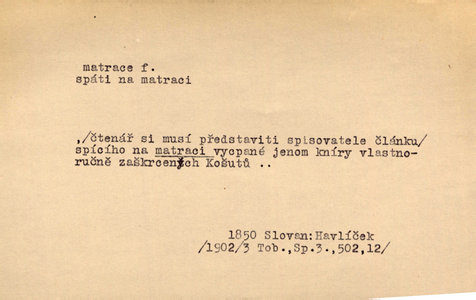 matrace f.
spáti na matraci
,/čtenář si musí představiti spisovatele článku/
spícího na matraci vycpané jenom kníry vlastno-
ručně zaškrcených Košutů ..
1850 Slovan:Havlíček
/1902/3 Tob.,Sp.3.,502,12/